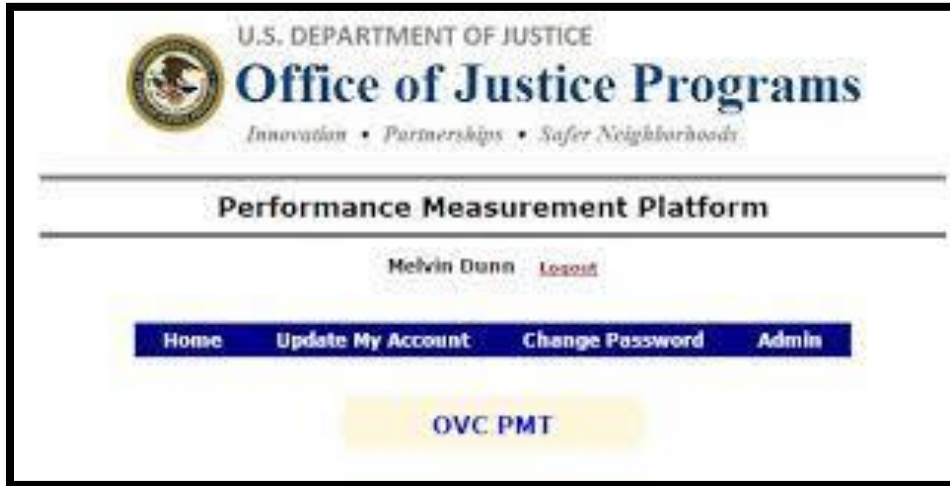 U.S. DEPARTMENT OF JUSTICE
Office of Justice Programs
Innovation • Partnerships • Safer Neighborhoods
Performance Measurement Platform
Melvin Dunn Logout
Home Update My Account Change Password Admin
OVC PMT